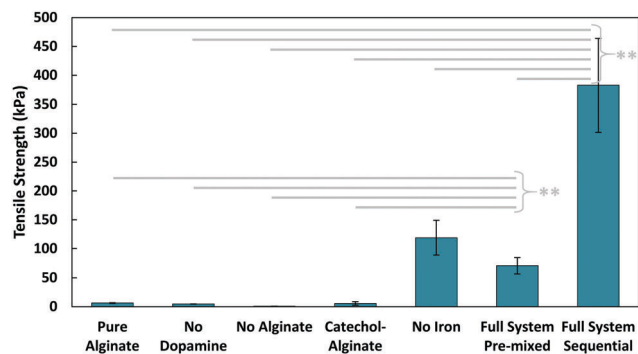 Tensile Strength (kPa)
500
450
400
350
300
250
200
150
100
50
0
**
**
Pure
Alginate
No
Dopamine
No Alginate
Catechol-
Alginate
No Iron
Full System
Pre-mixed
Full System
Sequential